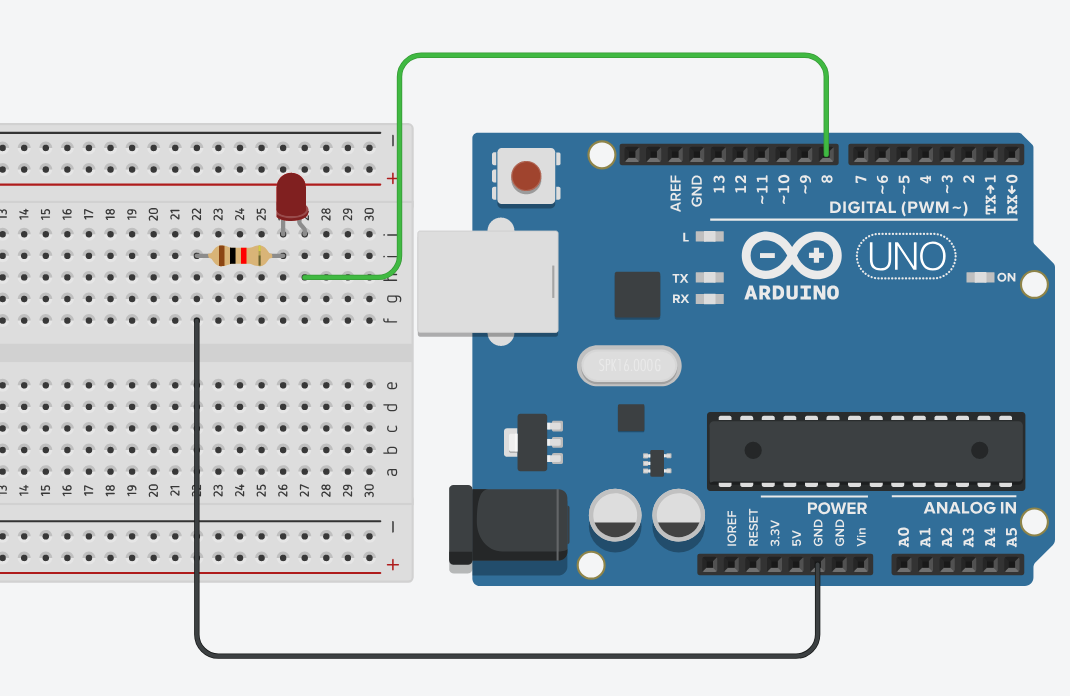 −
+
13 14 15 16 17 18 19 20 21 22 23 24 25 26 27 28 29 30
j
i
h
g
f
e
d
c
b
a
13 14 15 16 17 18 19 20 21 22 23 24 25 26 27 28 29 30
−
+
AREF
GND
13
12
~11
~10
~9
8
7
~6
~5
4
~3
2
TX→1
RX←0
DIGITAL (PWM ~)
L
TX
RX
ARDUINO
UNO
ON
SPK16.000G
POWER
ANALOG IN
IOREF
RESET
3.3V
5V
GND
GND
Vin
A0
A1
A2
A3
A4
A5